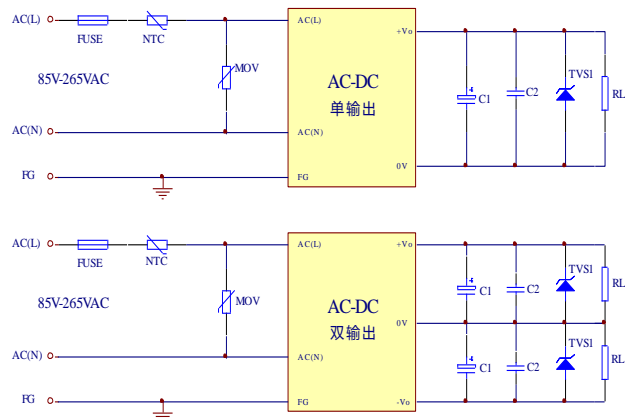 AC(L)
FUSE
NTC
85V-265VAC
MOV
AC(N)
FG
AC(L)
AC-DC
单输出
AC(N)
FG
+Vo
0V
C1
C2
TVS1
RL
AC(L)
FUSE
NTC
85V-265VAC
MOV
AC(N)
FG
AC(L)
AC-DC
双输出
AC(N)
FG
+Vo
0V
-Vo
C1
C2
TVS1
RL
C1
C2
TVS1
RL